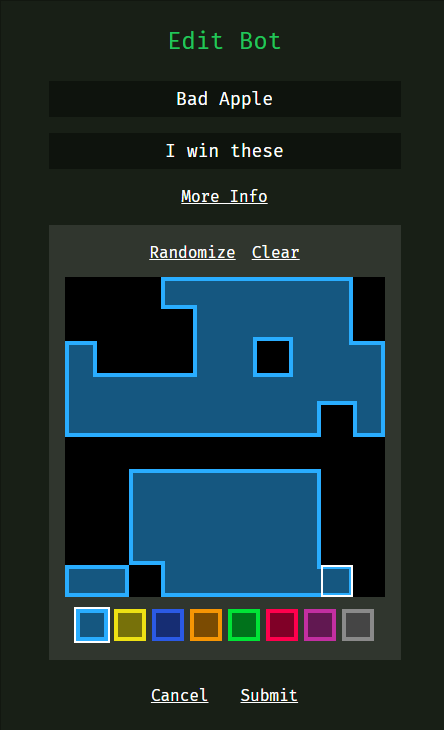 Edit Bot
Bad Apple
I win these
More Info
Randomize Clear
Cancel Submit